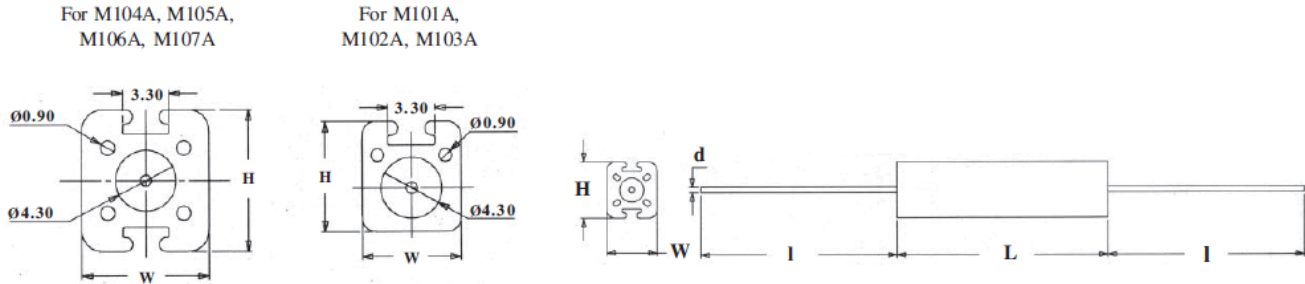 For M104A, M105A,
M106A, M107A
3.30
Ø0.90
H
Ø4.30
W
For M101A,
M102A, M103A
3.30
Ø0.90
H
Ø4.30
W
d
H
W
l
L
l